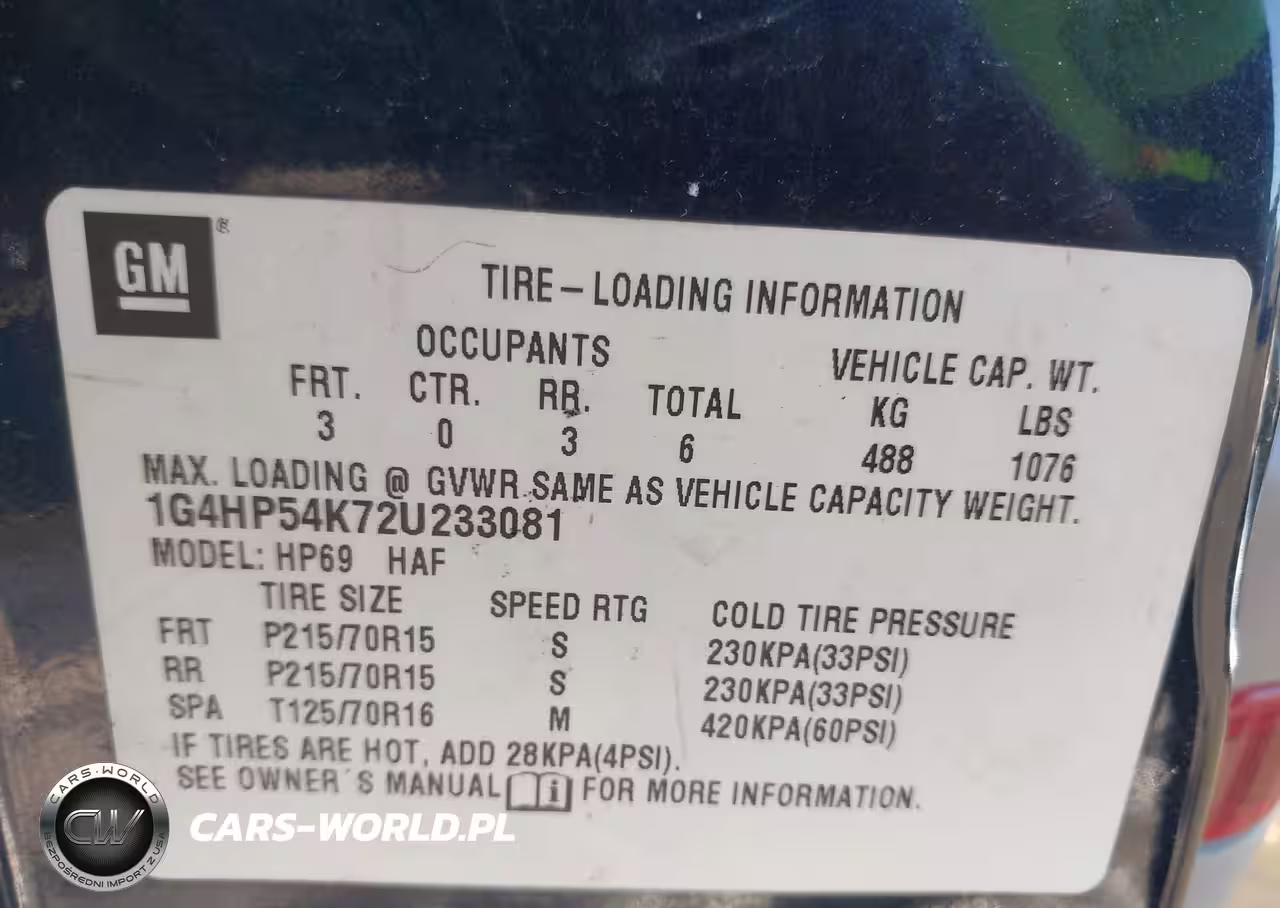 GM®
TIRE–LOADING INFORMATION
OCCUPANTS VEHICLE CAP. WT.
FRT. CTR. RR. TOTAL KG LBS
3 0 3 6 488 1076
MAX. LOADING @ GVWR SAME AS VEHICLE CAPACITY WEIGHT.
1G4HP54K72U233081
MODEL: HP69 HAF
TIRE SIZE SPEED RTG COLD TIRE PRESSURE
FRT P215/70R15 S 230KPA(33PSI)
RR P215/70R15 S 230KPA(33PSI)
SPA T125/70R16 M 420KPA(60PSI)
IF TIRES ARE HOT, ADD 28KPA(4PSI).
SEE OWNER'S MANUAL i FOR MORE INFORMATION.
CARS-WORLD
CW
BEZPOŚREDNI IMPORT Z USA
CARS-WORLD.PL